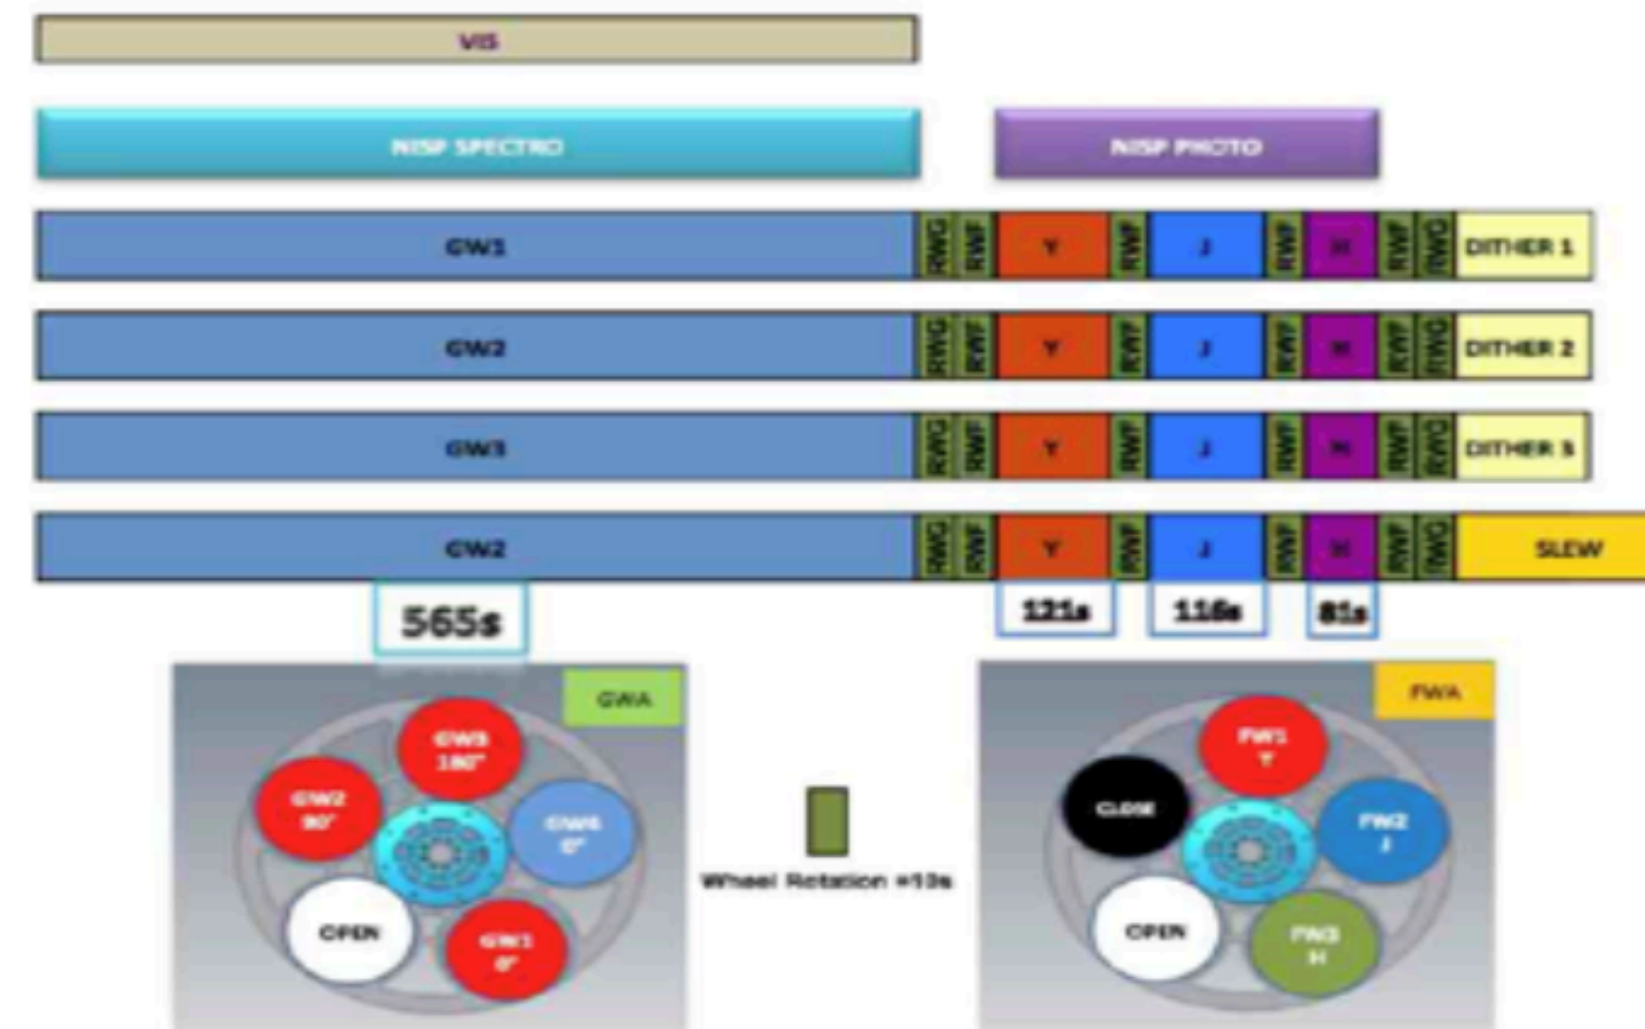 VIS
NISP SPECTRO NISP PHOTO
GW1 RWG RWF Y RWF J RWF H RWF RWG DITHER 1
GW2 RWG RWF Y RWF J RWF H RWF RWG DITHER 2
GW3 RWG RWF Y RWF J RWF H RWF RWG DITHER 3
GW2 RWG RWF Y RWF J RWF H RWF RWG SLEW
565s 121s 116s 81s
GWA
GW3
180°
GW2
90°
GW4
0°
OPEN
GW1
0°
Wheel Rotation =10s
FWA
FW1
Y
CLOSE
FW2
J
OPEN
FW3
H